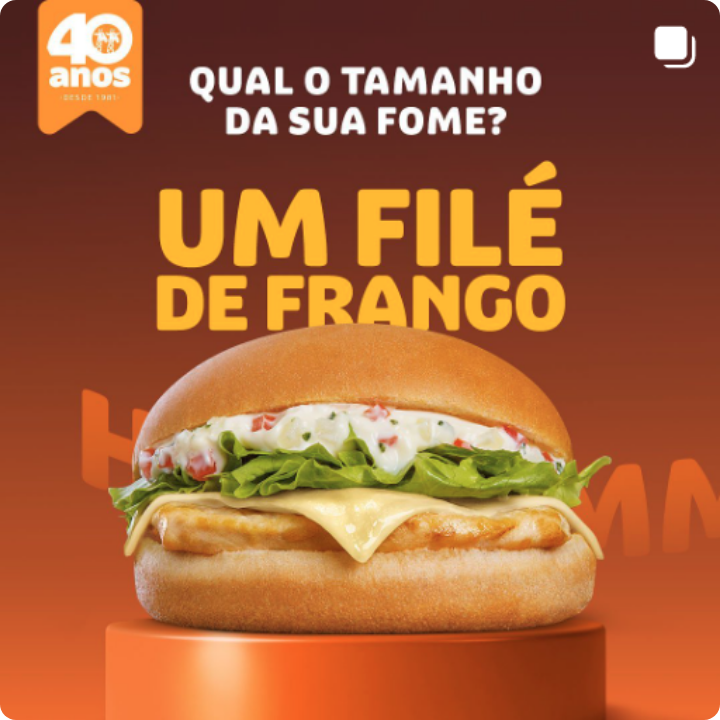 40
anos
-DESDE 1981-
QUAL O TAMANHO
DA SUA FOME?
UM FILÉ
DE FRANGO